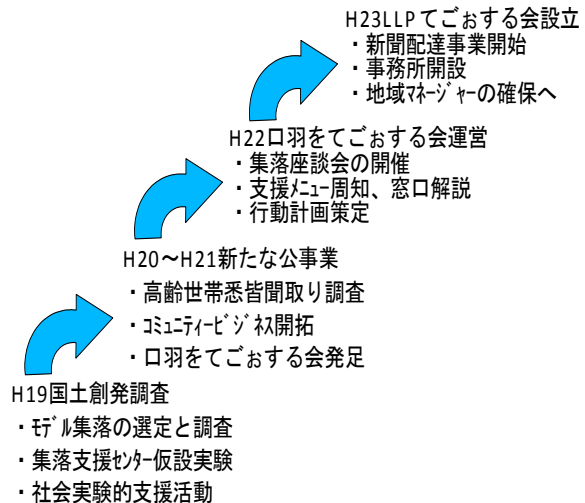 H23LLPてごぉする会設立
・新聞配達事業開始
・事務所開設
・地域ﾏﾈｰｼﾞｬｰの確保へ
H22口羽をてごぉする会運営
・集落座談会の開催
・支援ﾒﾆｭｰ周知、窓口解説
・行動計画策定
H20～H21新たな公事業
・高齢世帯悉皆聞取り調査
・ｺﾐｭﾆﾃｨｰﾋﾞｼﾞﾈｽ開拓
・口羽をてごぉする会発足
H19国土創発調査
・ﾓﾃﾞﾙ集落の選定と調査
・集落支援ｾﾝﾀｰ仮設実験
・社会実験的支援活動